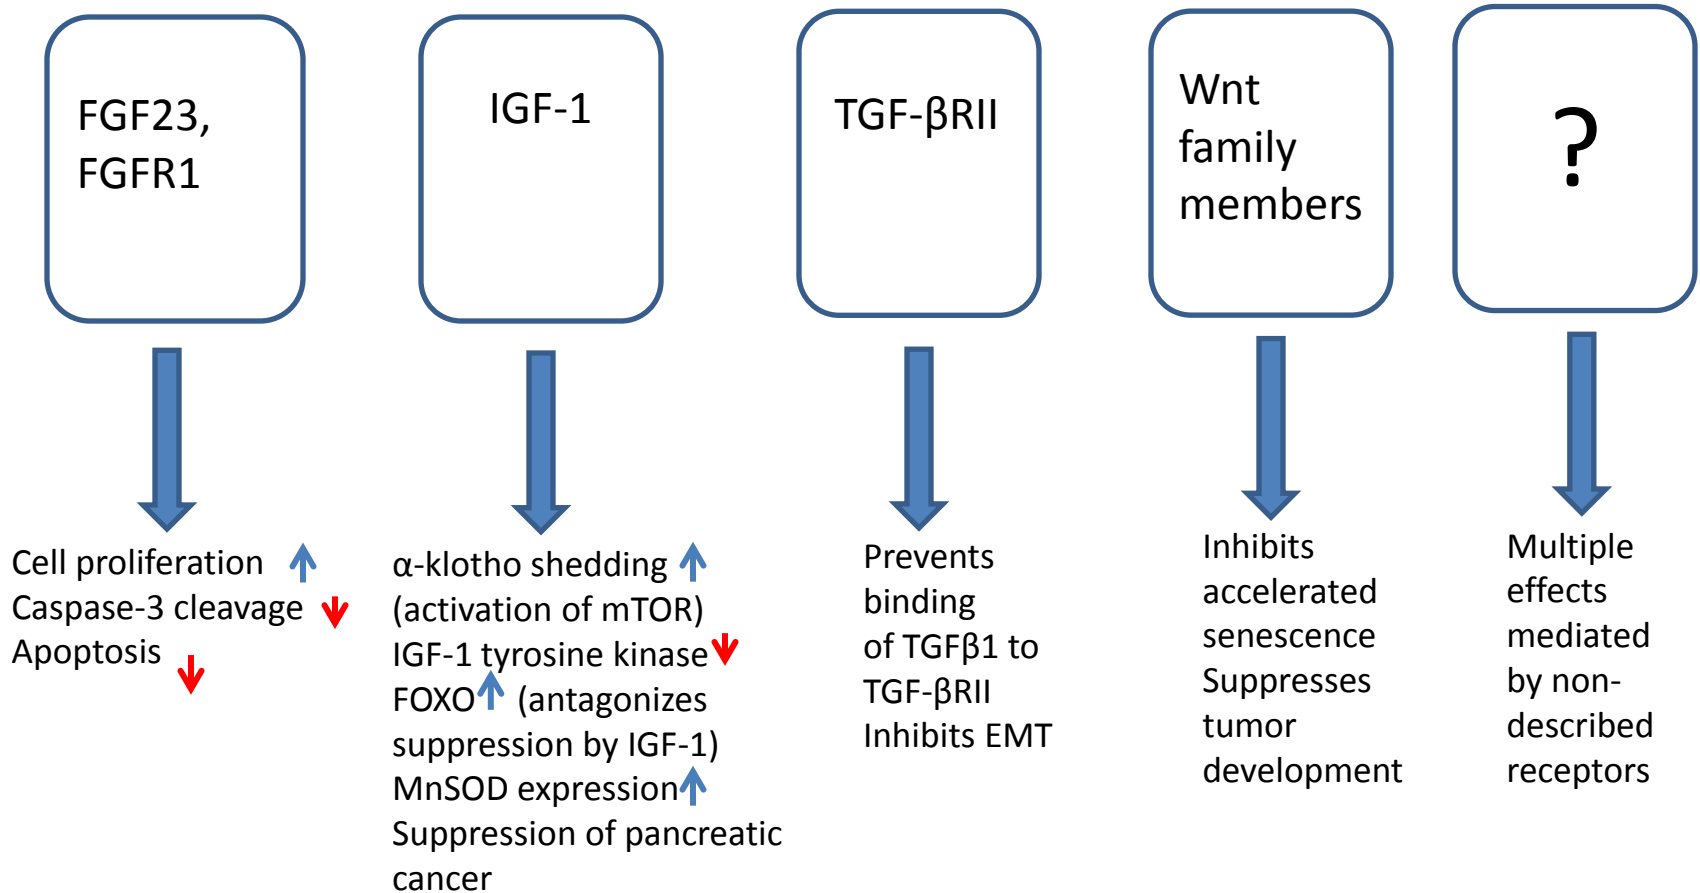 FGF23,
FGFR1
IGF-1
TGF-βRII
Wnt
family
members
?
Cell proliferation
Caspase-3 cleavage
Apoptosis
α-klotho shedding
(activation of mTOR)
IGF-1 tyrosine kinase
FOXO (antagonizes
suppression by IGF-1)
MnSOD expression
Suppression of pancreatic
cancer
Prevents
binding
of TGFβ1 to
TGF-βRII
Inhibits EMT
Inhibits
accelerated
senescence
Suppresses
tumor
development
Multiple
effects
mediated
by non-
described
receptors